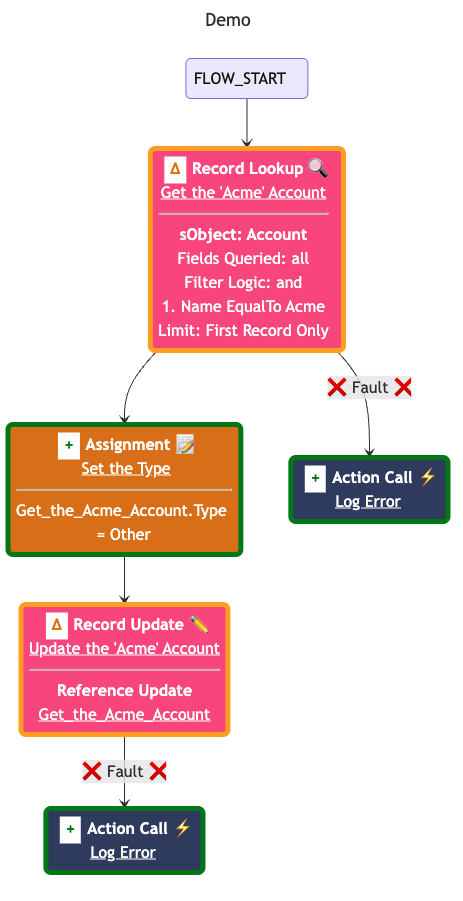 Demo
FLOW_START
Δ Record Lookup 🔍
Get the 'Acme' Account
sObject: Account
Fields Queried: all
Filter Logic: and
1. Name EqualTo Acme
Limit: First Record Only
❌ Fault ❌
+ Assignment 📝
Set the Type
Get_the_Acme_Account.Type
= Other
+ Action Call ⚡
Log Error
Δ Record Update ✏️
Update the 'Acme' Account
Reference Update
Get_the_Acme_Account
❌ Fault ❌
+ Action Call ⚡
Log Error